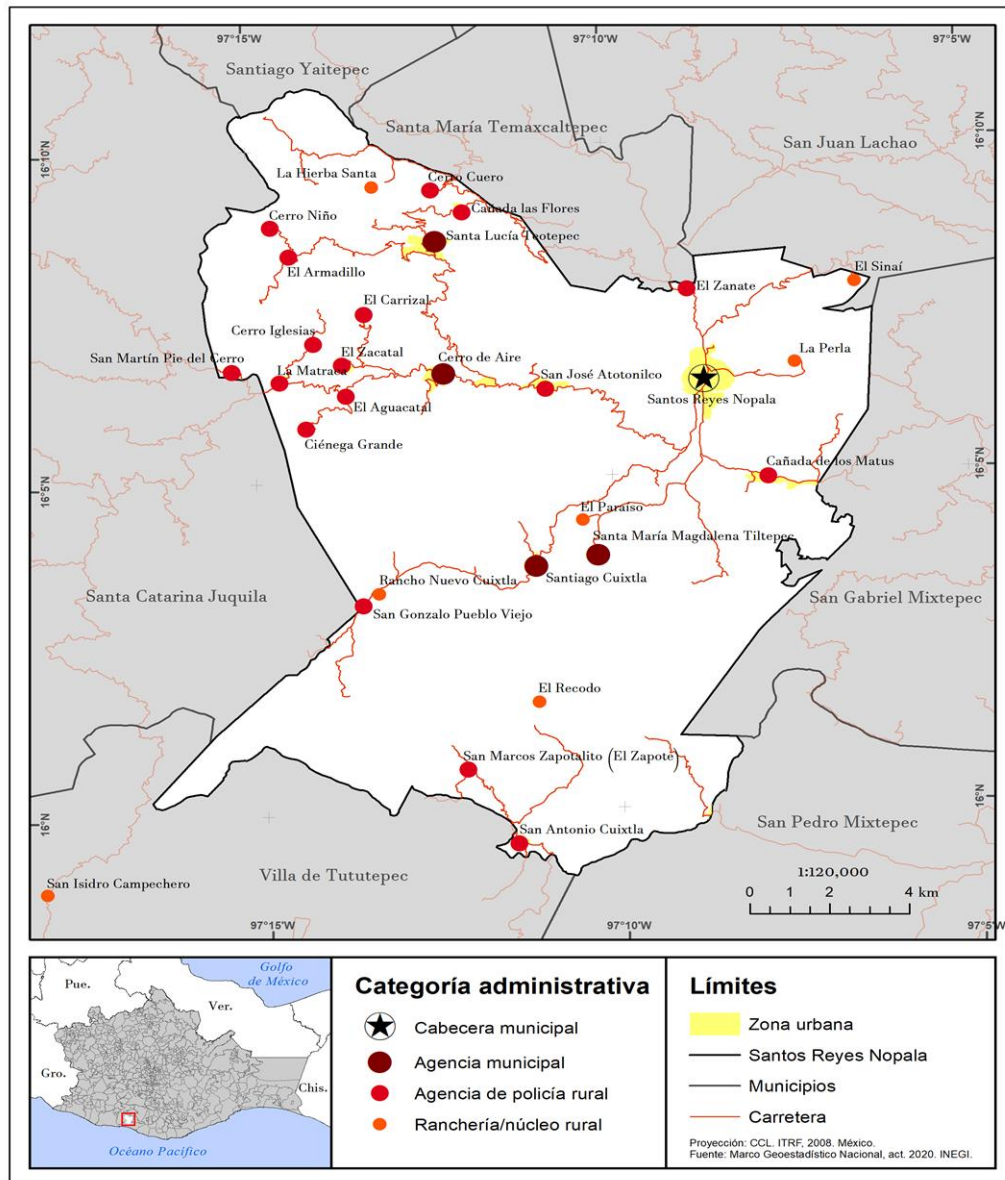 97°15'W
97°10'W
97°5'W
Santiago Yaitepec
Santa María Temaxcaltepec
San Juan Lachao
16°10'N
16°10'N
La Hierba Santa
Cerro Cuero
Cañada las Flores
Cerro Niño
Santa Lucía Teotepec
El Armadillo
El Zanate
El Sinaí
El Carrizal
Cerro Iglesias
El Zacatal
La Perla
San Martín Pie del Cerro
La Matraca
Cerro de Aire
San José Atotonilco
El Aguacatal
Santos Reyes Nopala
Ciénega Grande
16°5'N
16°5'N
Cañada de los Matus
El Paraíso
Santa María Magdalena Tiltepec
Santiago Cuixtla
Rancho Nuevo Cuixtla
San Gonzalo Pueblo Viejo
Santa Catarina Juquila
San Gabriel Mixtepec
El Recodo
San Marcos Zapotalito (El Zapote)
16°N
16°N
San Antonio Cuixtla
San Pedro Mixtepec
Villa de Tututepec
San Isidro Campechero
1:120,000
0 1 2 4 km
97°15'W
97°10'W
97°5'W
Golfo
de México
Pue.
Ver.
Gro.
Chis.
Océano Pacífico
Categoría administrativa
Cabecera municipal
Agencia municipal
Agencia de policía rural
Ranchería/núcleo rural
Límites
Zona urbana
Santos Reyes Nopala
Municipios
Carretera
Proyección: CCL. ITRF, 2008. México.
Fuente: Marco Geoestadístico Nacional, act. 2020. INEGI.